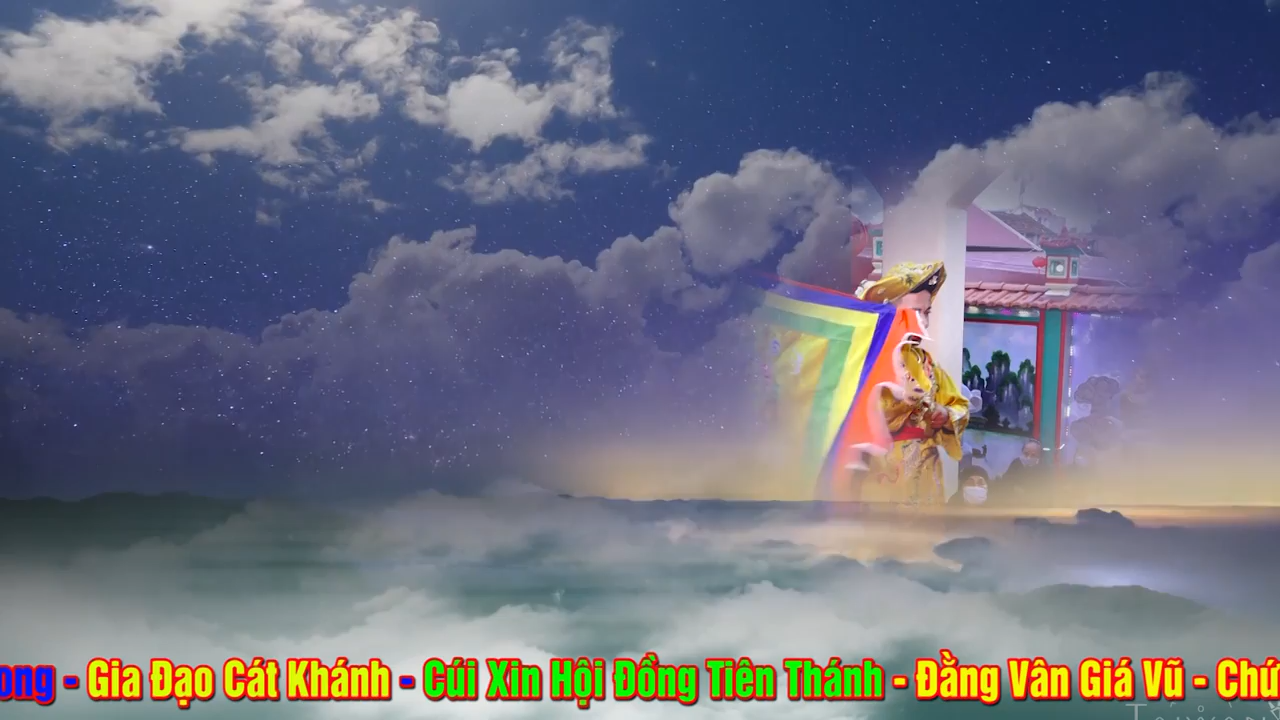 ong - Gia Đạo Cát Khánh - Cúi Xin Hội Đồng Tiên Thánh - Đằng Vân Giá Vũ - Chứ